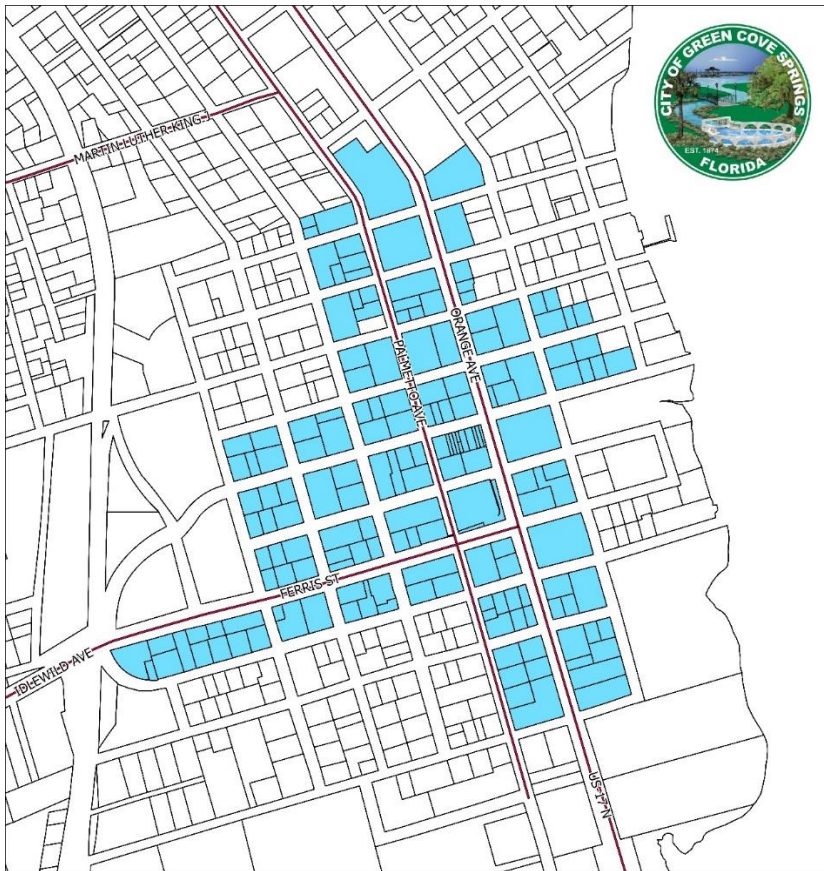 CITY OF GREEN COVE SPRINGS
EST. 1874
FLORIDA
MARTIN LUTHER KING J
ORANGE AVE
PALMETTO AVE
FERRIS ST
IDLEWILD AVE
US 17 N